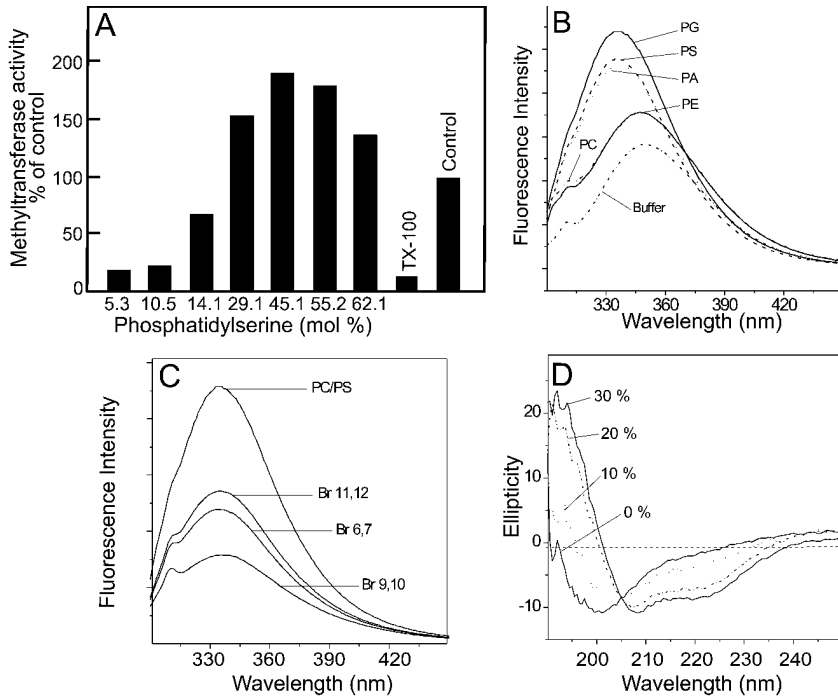 A
Methyltransferase activity
% of control
200
150
100
50
0
TX-100
Control
5.3 10.5 14.1 29.1 45.1 55.2 62.1
Phosphatidylserine (mol %)
B
Fluorescence Intensity
PG
PS
PA
PE
PC
Buffer
330 360 390 420
Wavelength (nm)
C
Fluorescence Intensity
PC/PS
Br 11,12
Br 6,7
Br 9,10
330 360 390 420
Wavelength (nm)
D
Ellipticity
20
10
0
-10
30 %
20 %
10 %
0 %
200 210 220 230 240
Wavelength (nm)